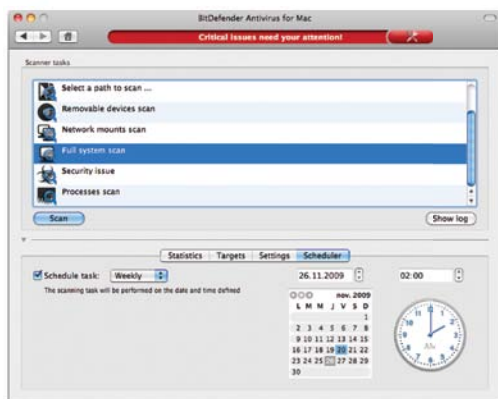 BitDefender Antivirus for Mac
Critical issues need your attention!
Scanner tasks
Select a path to scan ...
Removable devices scan
Network mounts scan
Full system scan
Security issue
Processes scan
Scan
Show log
Statistics Targets Settings Scheduler
Schedule task: Weekly 26.11.2009 02:00
The scanning task will be performed on the date and time defined
nov. 2009
L M M J V S D
1
2 3 4 5 6 7 8
9 10 11 12 13 14 15
16 17 18 19 20 21 22
23 24 25 26 27 28 29
30